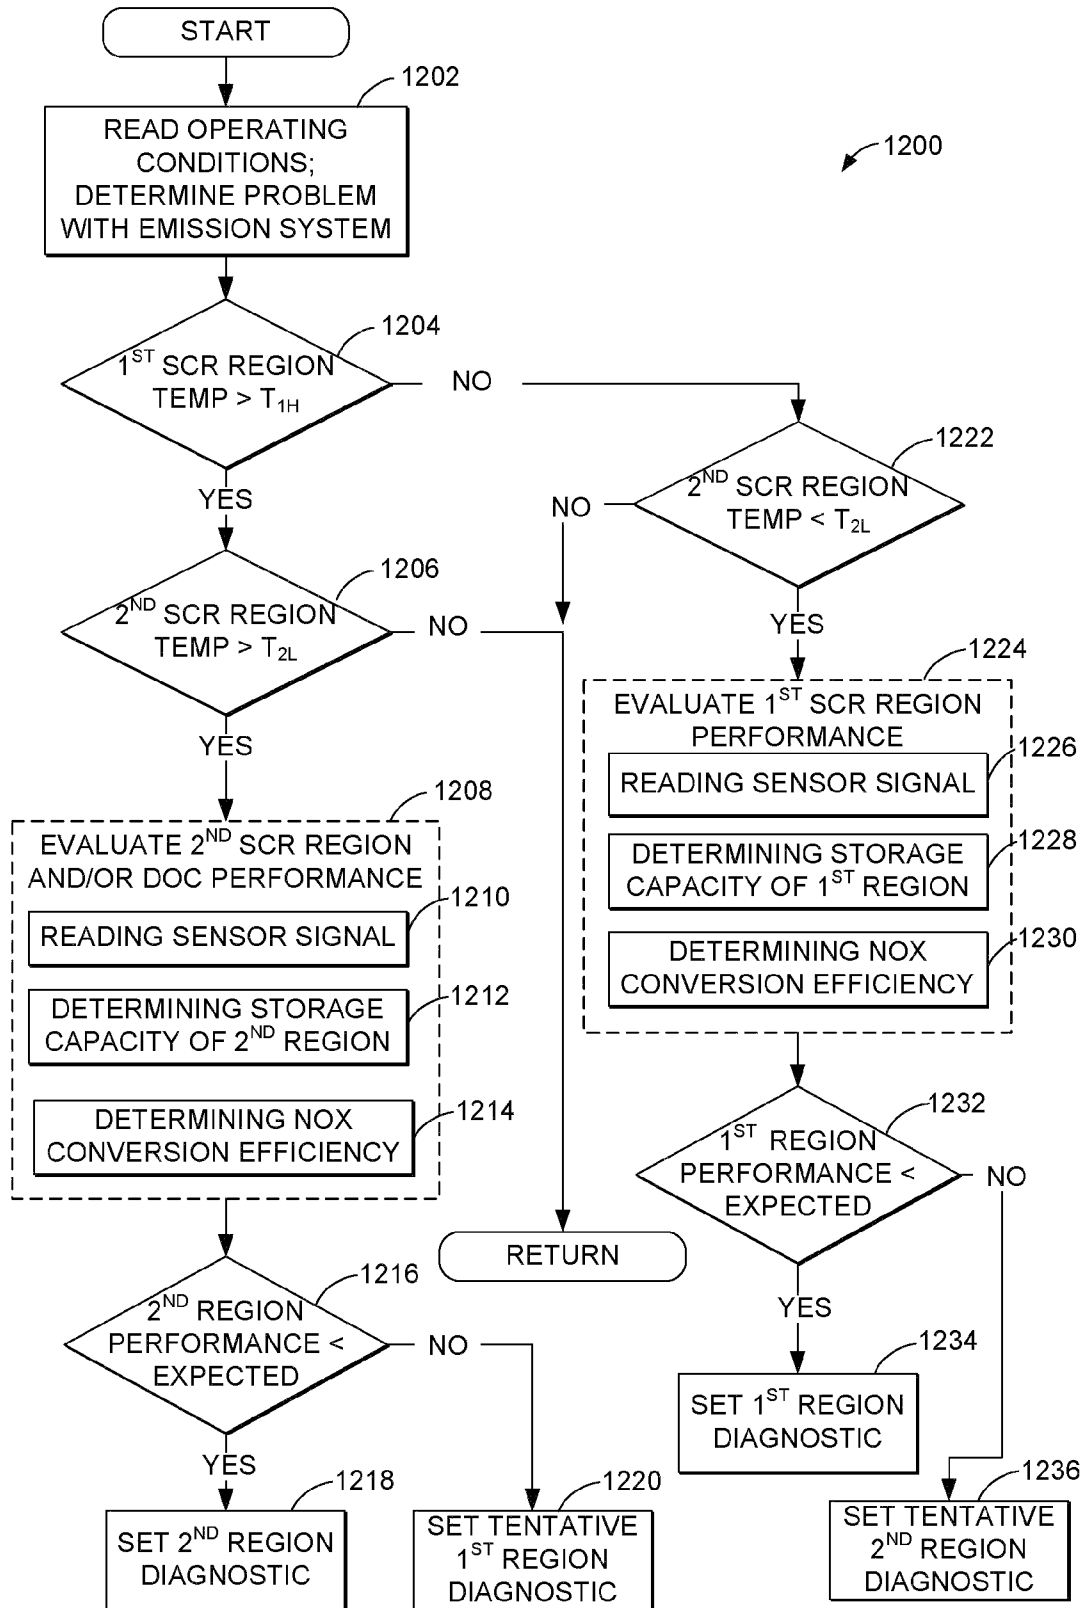 START
1202
READ OPERATING
CONDITIONS;
DETERMINE PROBLEM
WITH EMISSION SYSTEM
1200
1204
1ST SCR REGION
TEMP > T1H
NO
YES
1222
2ND SCR REGION
TEMP < T2L
NO
YES
1206
2ND SCR REGION
TEMP > T2L
NO
YES
1224
EVALUATE 1ST SCR REGION
PERFORMANCE
1226
READING SENSOR SIGNAL
1228
DETERMINING STORAGE
CAPACITY OF 1ST REGION
1230
DETERMINING NOX
CONVERSION EFFICIENCY
1208
EVALUATE 2ND SCR REGION
AND/OR DOC PERFORMANCE
1210
READING SENSOR SIGNAL
1212
DETERMINING STORAGE
CAPACITY OF 2ND REGION
1214
DETERMINING NOX
CONVERSION EFFICIENCY
1232
1ST REGION
PERFORMANCE <
EXPECTED
NO
YES
RETURN
1216
2ND REGION
PERFORMANCE <
EXPECTED
NO
YES
1234
SET 1ST REGION
DIAGNOSTIC
1218
SET 2ND REGION
DIAGNOSTIC
1220
SET TENTATIVE
1ST REGION
DIAGNOSTIC
1236
SET TENTATIVE
2ND REGION
DIAGNOSTIC